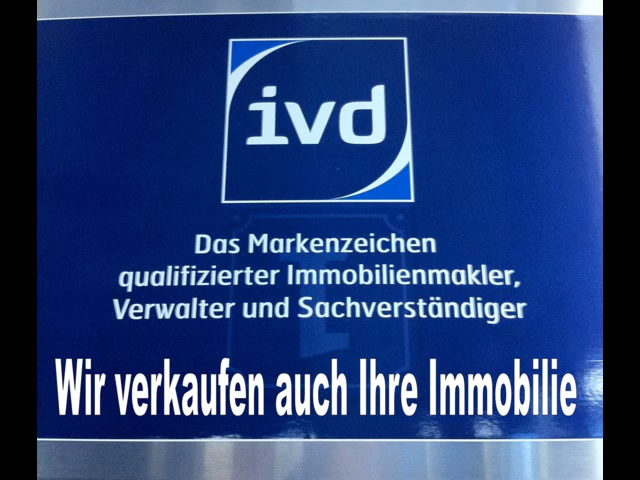 ivd
Das Markenzeichen
qualifizierter Immobilienmakler,
Verwalter und Sachverständiger
Wir verkaufen auch Ihre Immobilie